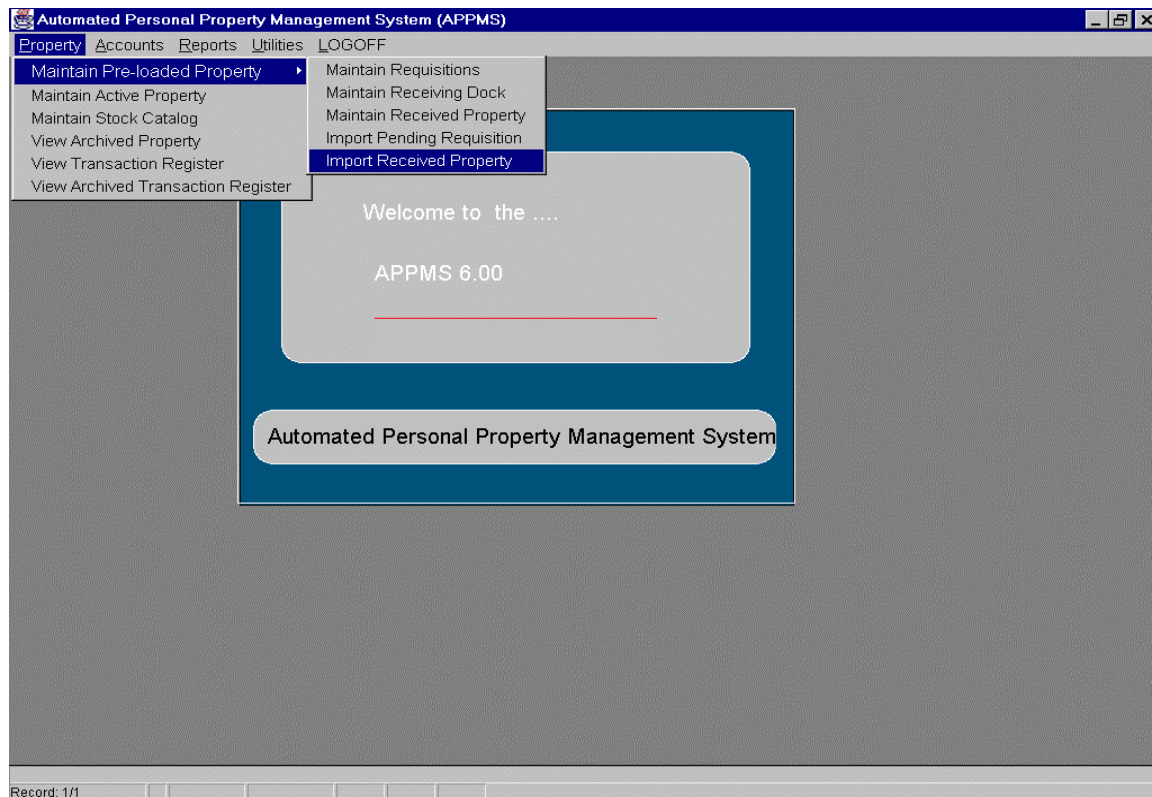 Automated Personal Property Management System (APPMS)
Property Accounts Reports Utilities LOGOFF
Maintain Pre-loaded Property
Maintain Active Property
Maintain Stock Catalog
View Archived Property
View Transaction Register
View Archived Transaction Register
Maintain Requisitions
Maintain Receiving Dock
Maintain Received Property
Import Pending Requisition
Import Received Property
Welcome to the ....
APPMS 6.00
Automated Personal Property Management System
Record: 1/1